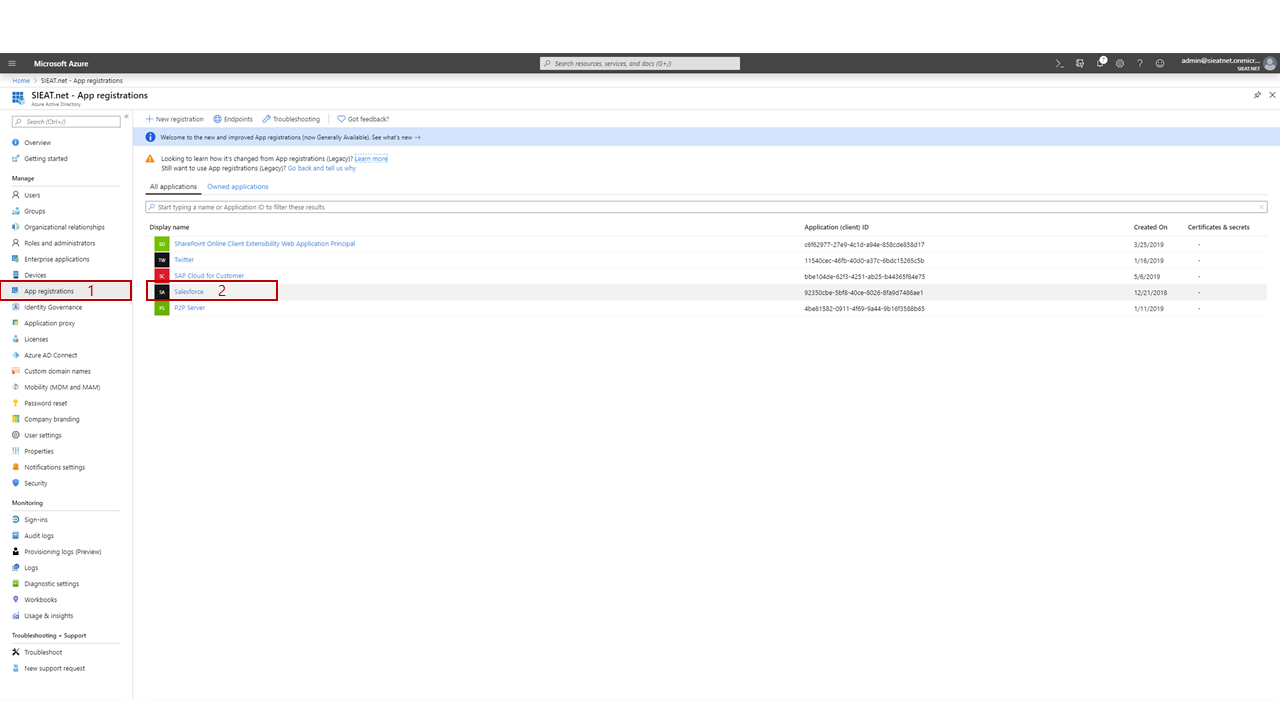 Microsoft Azure
Search resources, services, and docs (G+/)
admin@sieatnet.onmicr...
SIEAT.NET
Home > SIEAT.net - App registrations
SIEAT.net - App registrations
Azure Active Directory
Search (Ctrl+/)
Overview
Getting started
Manage
Users
Groups
Organizational relationships
Roles and administrators
Enterprise applications
Devices
App registrations 1
Identity Governance
Application proxy
Licenses
Azure AD Connect
Custom domain names
Mobility (MDM and MAM)
Password reset
Company branding
User settings
Properties
Notifications settings
Security
Monitoring
Sign-ins
Audit logs
Provisioning logs (Preview)
Logs
Diagnostic settings
Workbooks
Usage & insights
Troubleshooting + Support
Troubleshoot
New support request
New registration Endpoints Troubleshooting Got feedback?
Welcome to the new and improved App registrations (now Generally Available). See what's new →
Looking to learn how it's changed from App registrations (Legacy)? Learn more
Still want to use App registrations (Legacy)? Go back and tell us why
All applications Owned applications
Start typing a name or Application ID to filter these results
Display name Application (client) ID Created On Certificates & secrets
SO SharePoint Online Client Extensibility Web Application Principal c6f62977-27e9-4c1d-a94e-858cde858d17 3/25/2019 -
TW Twitter 11540cec-46fb-40d0-a37c-6bdc15265c5b 1/16/2019 -
SC SAP Cloud for Customer bbe104de-62f3-4251-ab25-b44365f84e75 5/6/2019 -
SA Salesforce 2 92350cbe-5bf8-40ce-8026-8fa9d7486ae1 12/21/2018 -
PS P2P Server 4be81582-0911-4f69-9a44-9b16f3588b65 1/11/2019 -